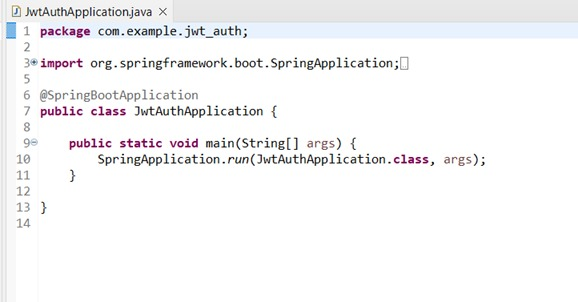 JwtAuthApplication.java
1 package com.example.jwt_auth;
2
3 import org.springframework.boot.SpringApplication;
5
6 @SpringBootApplication
7 public class JwtAuthApplication {
8
9     public static void main(String[] args) {
10         SpringApplication.run(JwtAuthApplication.class, args);
11     }
12
13 }
14